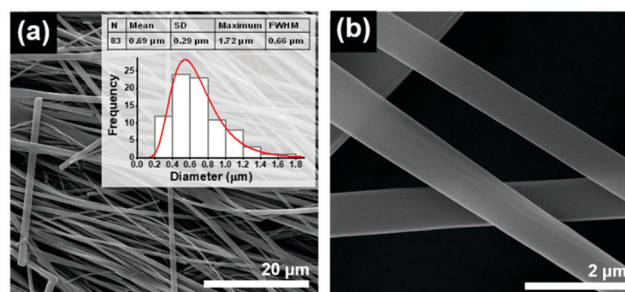 (a)
N Mean SD Maximum FWHM
83 0.69 µm 0.29 µm 1.72 µm 0.66 µm
Frequency
25
20
15
10
5
0
0.0 0.2 0.4 0.6 0.8 1.0 1.2 1.4 1.6 1.8
Diameter (µm)
20 µm
(b)
2 µm